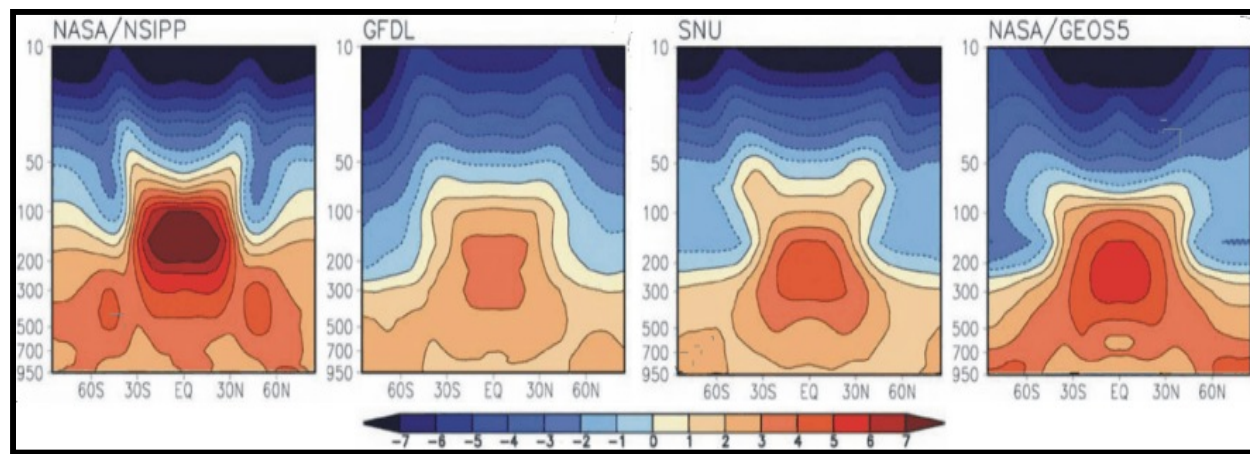 NASA/NSIPP GFDL SNU NASA/GEOS5
10 10 10 10
50 50 50 50
100 100 100 100
200 200 200 200
300 300 300 300
500 500 500 500
700 700 700 700
950 950 950 950
60S 30S EQ 30N 60N 60S 30S EQ 30N 60N 60S 30S EQ 30N 60N 60S 30S EQ 30N 60N
-7 -6 -5 -4 -3 -2 -1 0 1 2 3 4 5 6 7